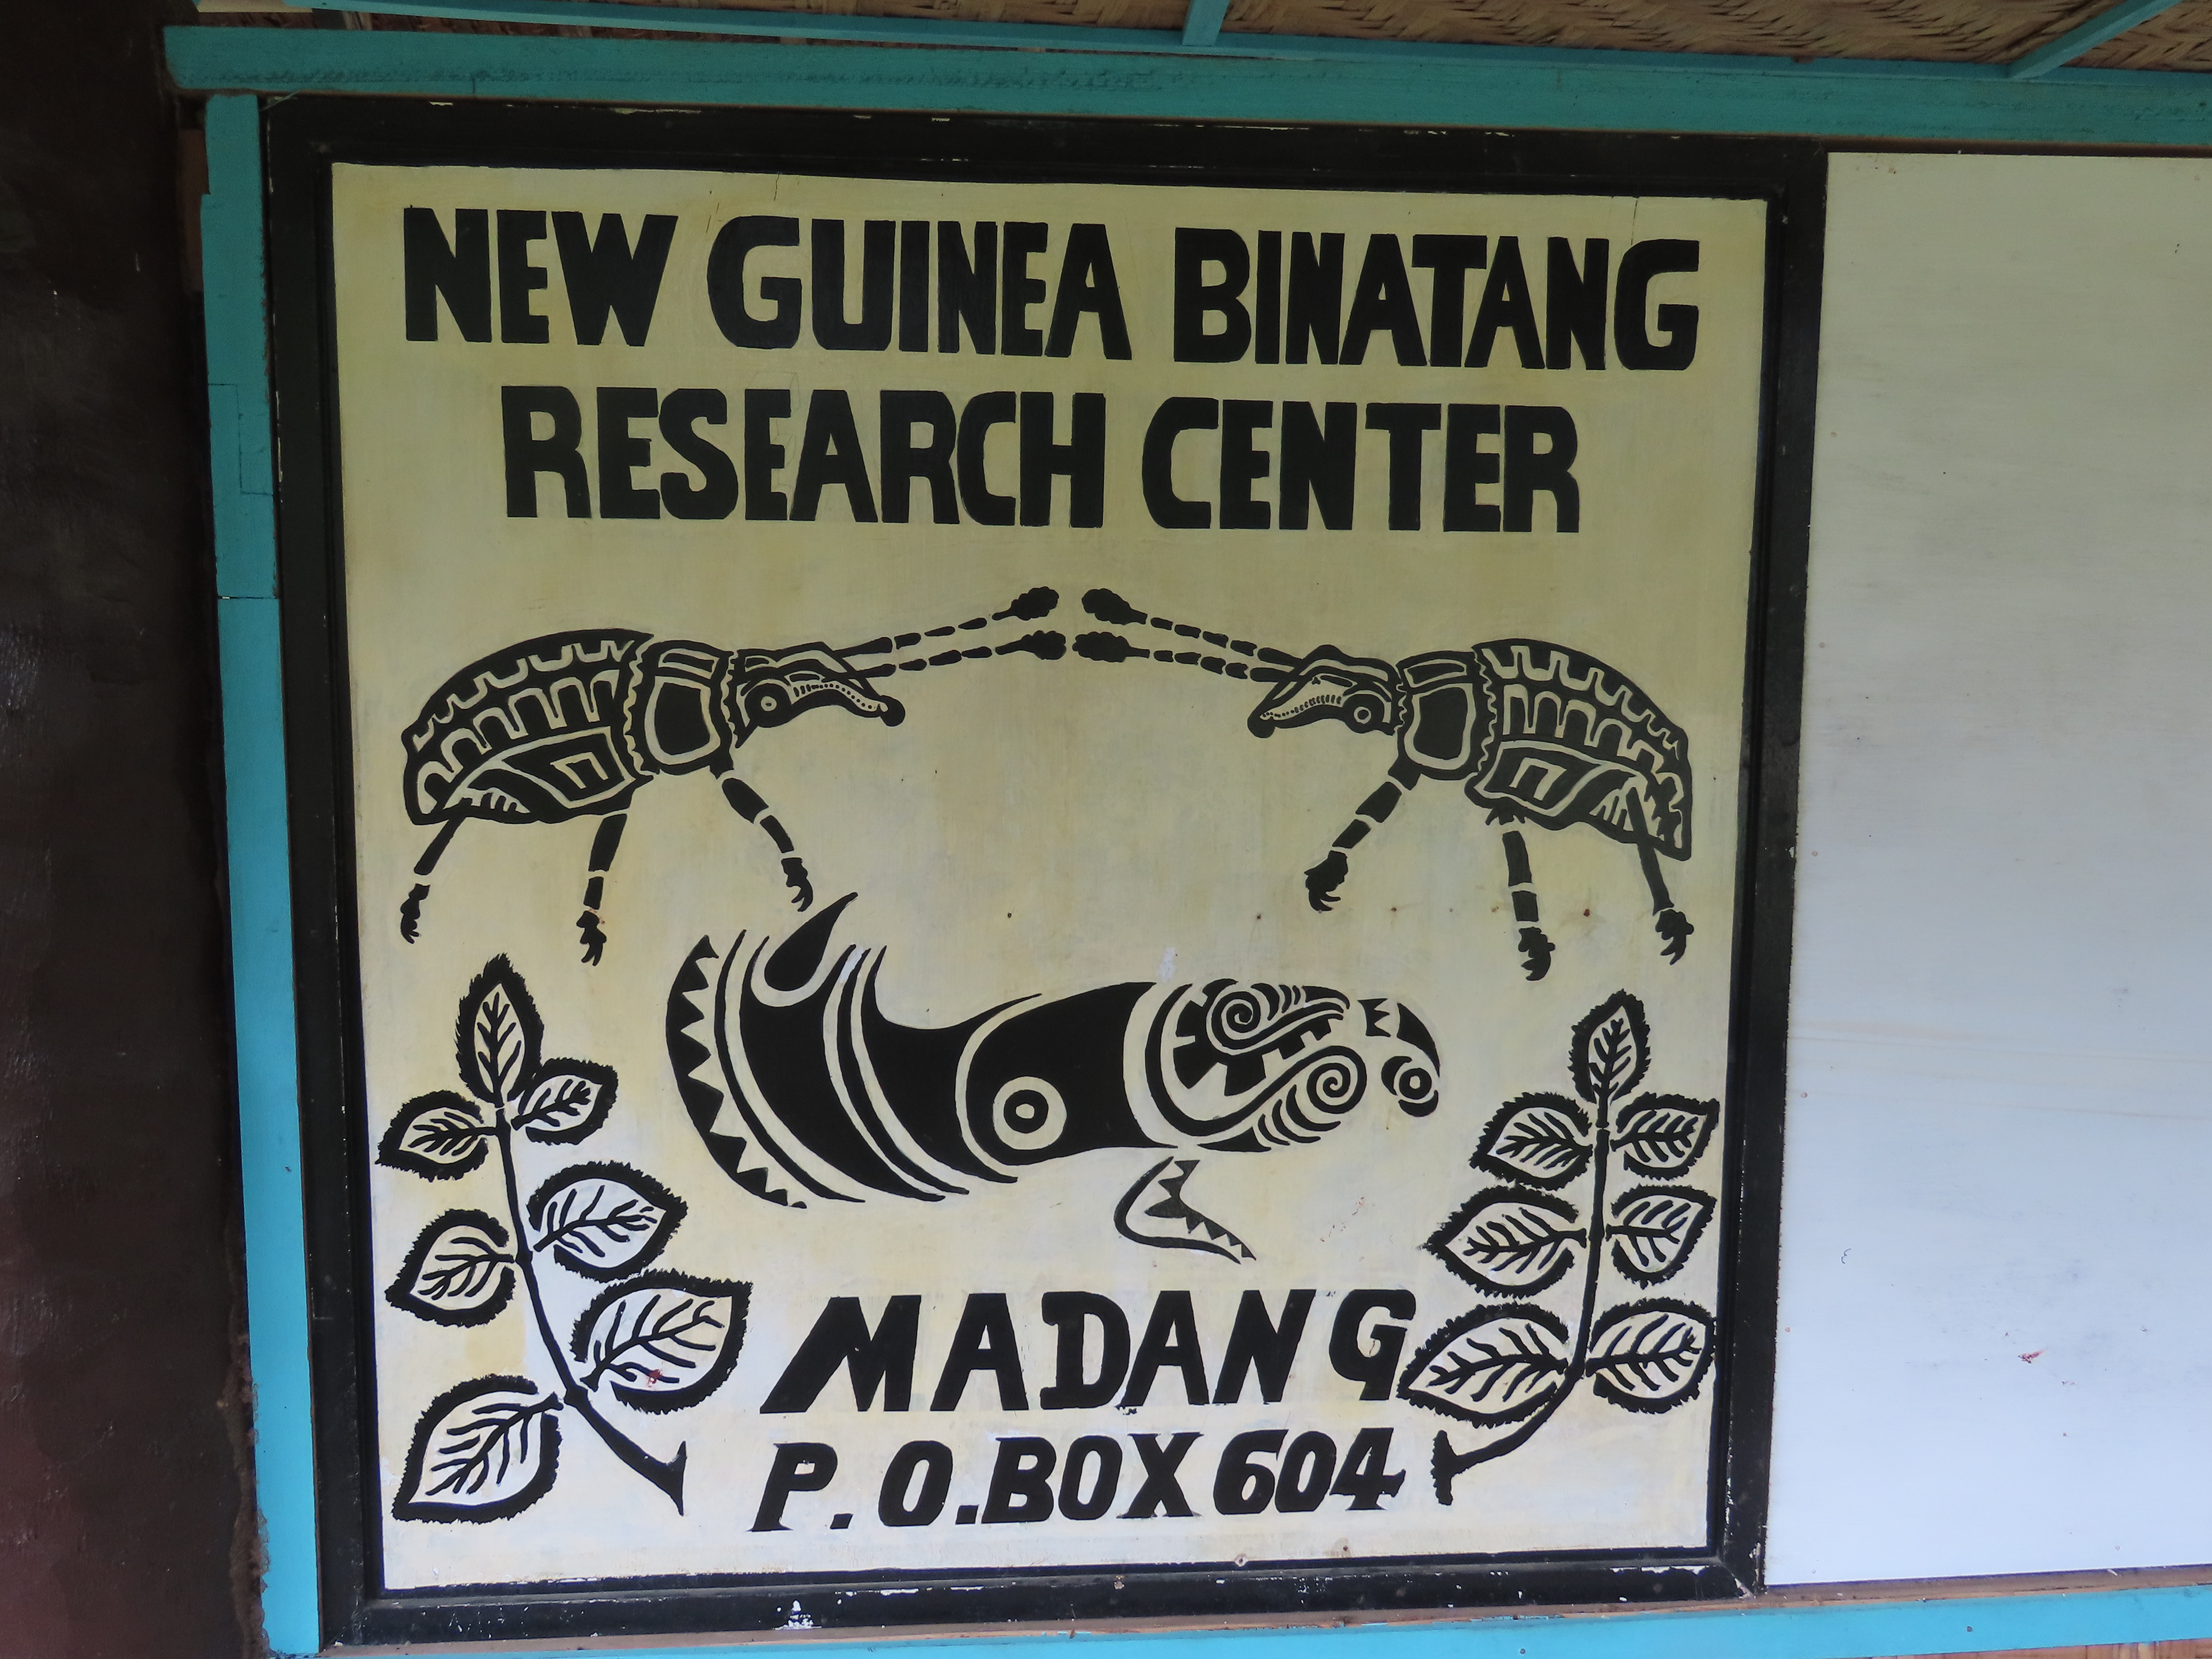 NEW GUINEA BINATANG
RESEARCH CENTER
MADANG
P.O.BOX 604